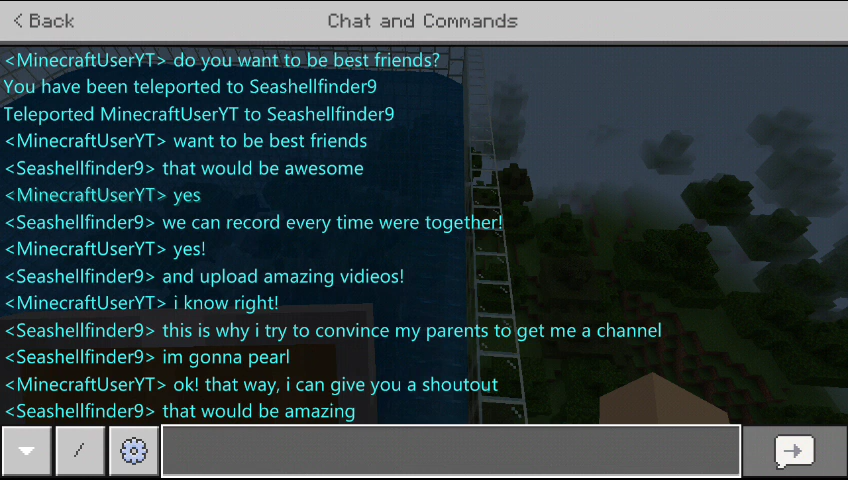 Back
Chat and Commands
<MinecraftUserYT> do you want to be best friends?
You have been teleported to Seashellfinder9
Teleported MinecraftUserYT to Seashellfinder9
<MinecraftUserYT> want to be best friends
<Seashellfinder9> that would be awesome
<MinecraftUserYT> yes
<Seashellfinder9> we can record every time were together!
<MinecraftUserYT> yes!
<Seashellfinder9> and upload amazing vidieos!
<MinecraftUserYT> i know right!
<Seashellfinder9> this is why i try to convince my parents to get me a channel
<Seashellfinder9> im gonna pearl
<MinecraftUserYT> ok! that way, i can give you a shoutout
<Seashellfinder9> that would be amazing
/